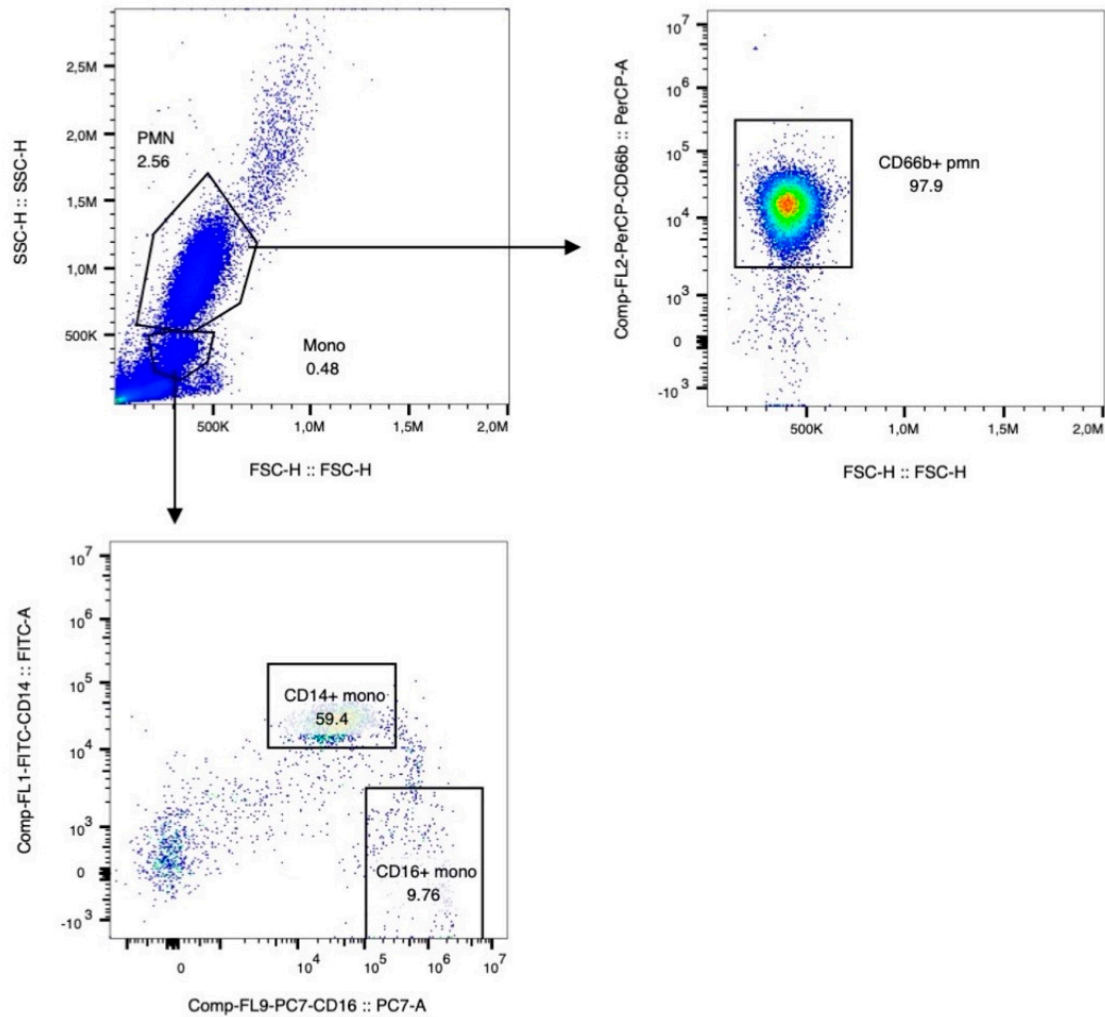 2,5M
2,0M
1,5M
1,0M
500K
SSC-H :: SSC-H
PMN
2.56
Mono
0.48
500K 1,0M 1,5M 2,0M
FSC-H :: FSC-H
10^7
10^6
10^5
10^4
10^3
0
-10^3
Comp-FL2-PerCP-CD66b :: PerCP-A
CD66b+ pmn
97.9
500K 1,0M 1,5M 2,0M
FSC-H :: FSC-H
10^7
10^6
10^5
10^4
10^3
0
-10^3
Comp-FL1-FITC-CD14 :: FITC-A
CD14+ mono
59.4
CD16+ mono
9.76
0 10^4 10^5 10^6 10^7
Comp-FL9-PC7-CD16 :: PC7-A